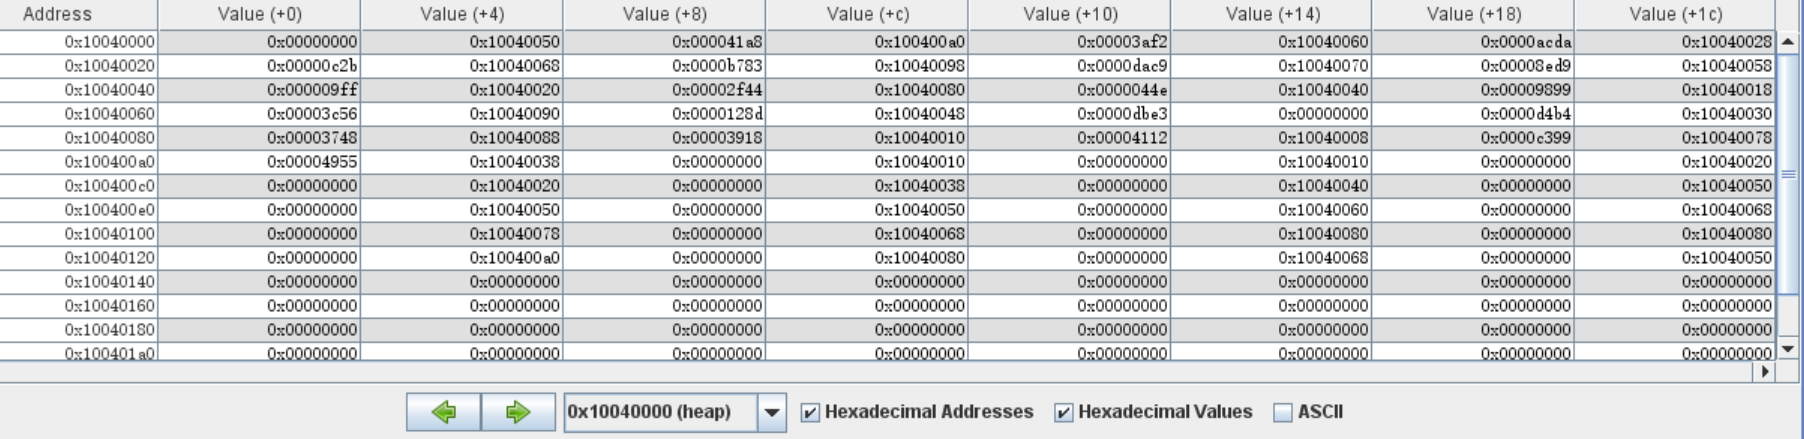 Address Value (+0) Value (+4) Value (+8) Value (+c) Value (+10) Value (+14) Value (+18) Value (+1c)
0x10040000 0x00000000 0x10040050 0x000041a8 0x100400a0 0x00003af2 0x10040060 0x0000acda 0x10040028
0x10040020 0x00000c2b 0x10040068 0x0000b783 0x10040098 0x0000dac9 0x10040070 0x00008ed9 0x10040058
0x10040040 0x000009ff 0x10040020 0x00002f44 0x10040080 0x0000044e 0x10040040 0x00009899 0x10040018
0x10040060 0x00003c56 0x10040090 0x0000128d 0x10040048 0x0000dbe3 0x00000000 0x0000d4b4 0x10040030
0x10040080 0x00003748 0x10040088 0x00003918 0x10040010 0x00004112 0x10040008 0x0000c399 0x10040078
0x100400a0 0x00004955 0x10040038 0x00000000 0x10040010 0x00000000 0x10040010 0x00000000 0x10040020
0x100400c0 0x00000000 0x10040020 0x00000000 0x10040038 0x00000000 0x10040040 0x00000000 0x10040050
0x100400e0 0x00000000 0x10040050 0x00000000 0x10040050 0x00000000 0x10040060 0x00000000 0x10040068
0x10040100 0x00000000 0x10040078 0x00000000 0x10040068 0x00000000 0x10040080 0x00000000 0x10040080
0x10040120 0x00000000 0x100400a0 0x00000000 0x10040080 0x00000000 0x10040068 0x00000000 0x10040050
0x10040140 0x00000000 0x00000000 0x00000000 0x00000000 0x00000000 0x00000000 0x00000000 0x00000000
0x10040160 0x00000000 0x00000000 0x00000000 0x00000000 0x00000000 0x00000000 0x00000000 0x00000000
0x10040180 0x00000000 0x00000000 0x00000000 0x00000000 0x00000000 0x00000000 0x00000000 0x00000000
0x100401a0 0x00000000 0x00000000 0x00000000 0x00000000 0x00000000 0x00000000 0x00000000 0x00000000
0x10040000 (heap) Hexadecimal Addresses Hexadecimal Values ASCII